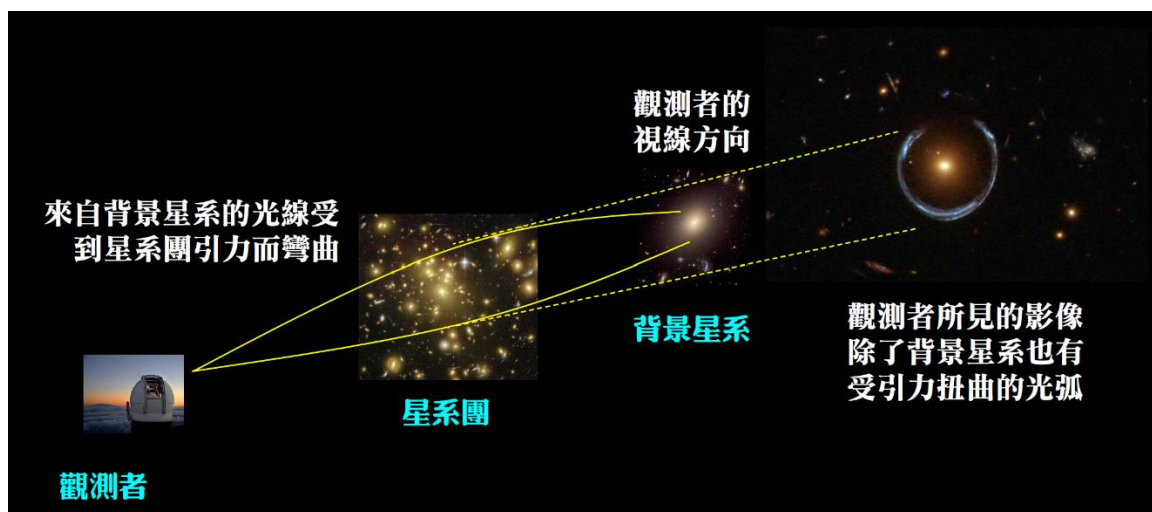 觀測者的
視線方向
來自背景星系的光線受
到星系團引力而彎曲
背景星系
觀測者所見的影像
除了背景星系也有
受引力扭曲的光弧
星系團
觀測者